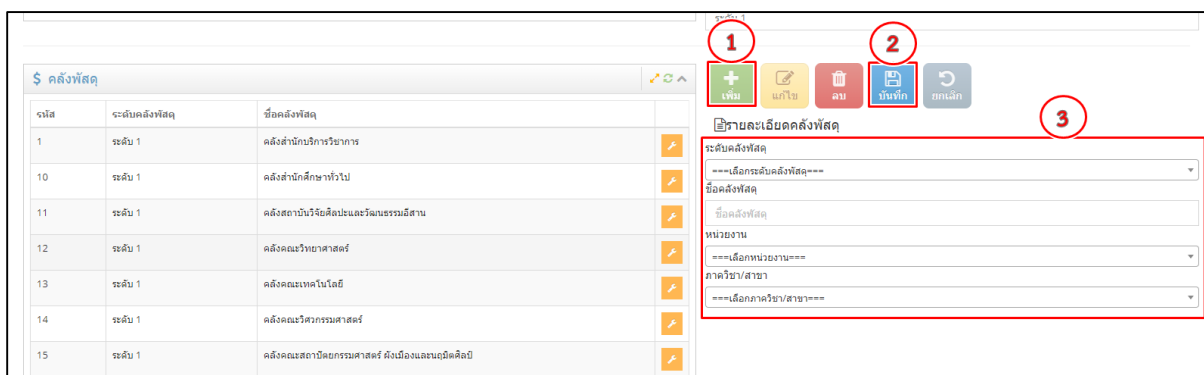 ระดับ 1
1
2
$ คลังพัสดุ
เพิ่ม
แก้ไข
ลบ
บันทึก
ยกเลิก
รหัส ระดับคลังพัสดุ ชื่อคลังพัสดุ
1 ระดับ 1 คลังสำนักบริการวิชาการ
10 ระดับ 1 คลังสำนักศึกษาทั่วไป
11 ระดับ 1 คลังสถาบันวิจัยศิลปะและวัฒนธรรมอีสาน
12 ระดับ 1 คลังคณะวิทยาศาสตร์
13 ระดับ 1 คลังคณะเทคโนโลยี
14 ระดับ 1 คลังคณะวิศวกรรมศาสตร์
15 ระดับ 1 คลังคณะสถาปัตยกรรมศาสตร์ ผังเมืองและนฤมิตศิลป์
รายละเอียดคลังพัสดุ
3
ระดับคลังพัสดุ
===เลือกระดับคลังพัสดุ===
ชื่อคลังพัสดุ
ชื่อคลังพัสดุ
หน่วยงาน
===เลือกหน่วยงาน===
ภาควิชา/สาขา
===เลือกภาควิชา/สาขา===